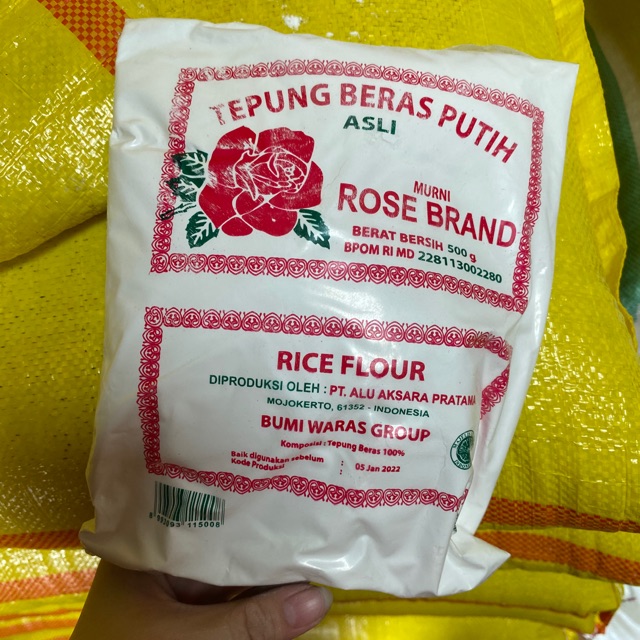 TEPUNG BERAS PUTIH
ASLI
MURNI
ROSE BRAND
BERAT BERSIH 500 g
BPOM RI MD 228113002280
RICE FLOUR
DIPRODUKSI OLEH : PT. ALU AKSARA PRATAMA
MOJOKERTO, 61352 - INDONESIA
BUMI WARAS GROUP
Komposisi : Tepung Beras 100%
Baik digunakan sebelum : 05 Jan 2022
Kode Produksi :